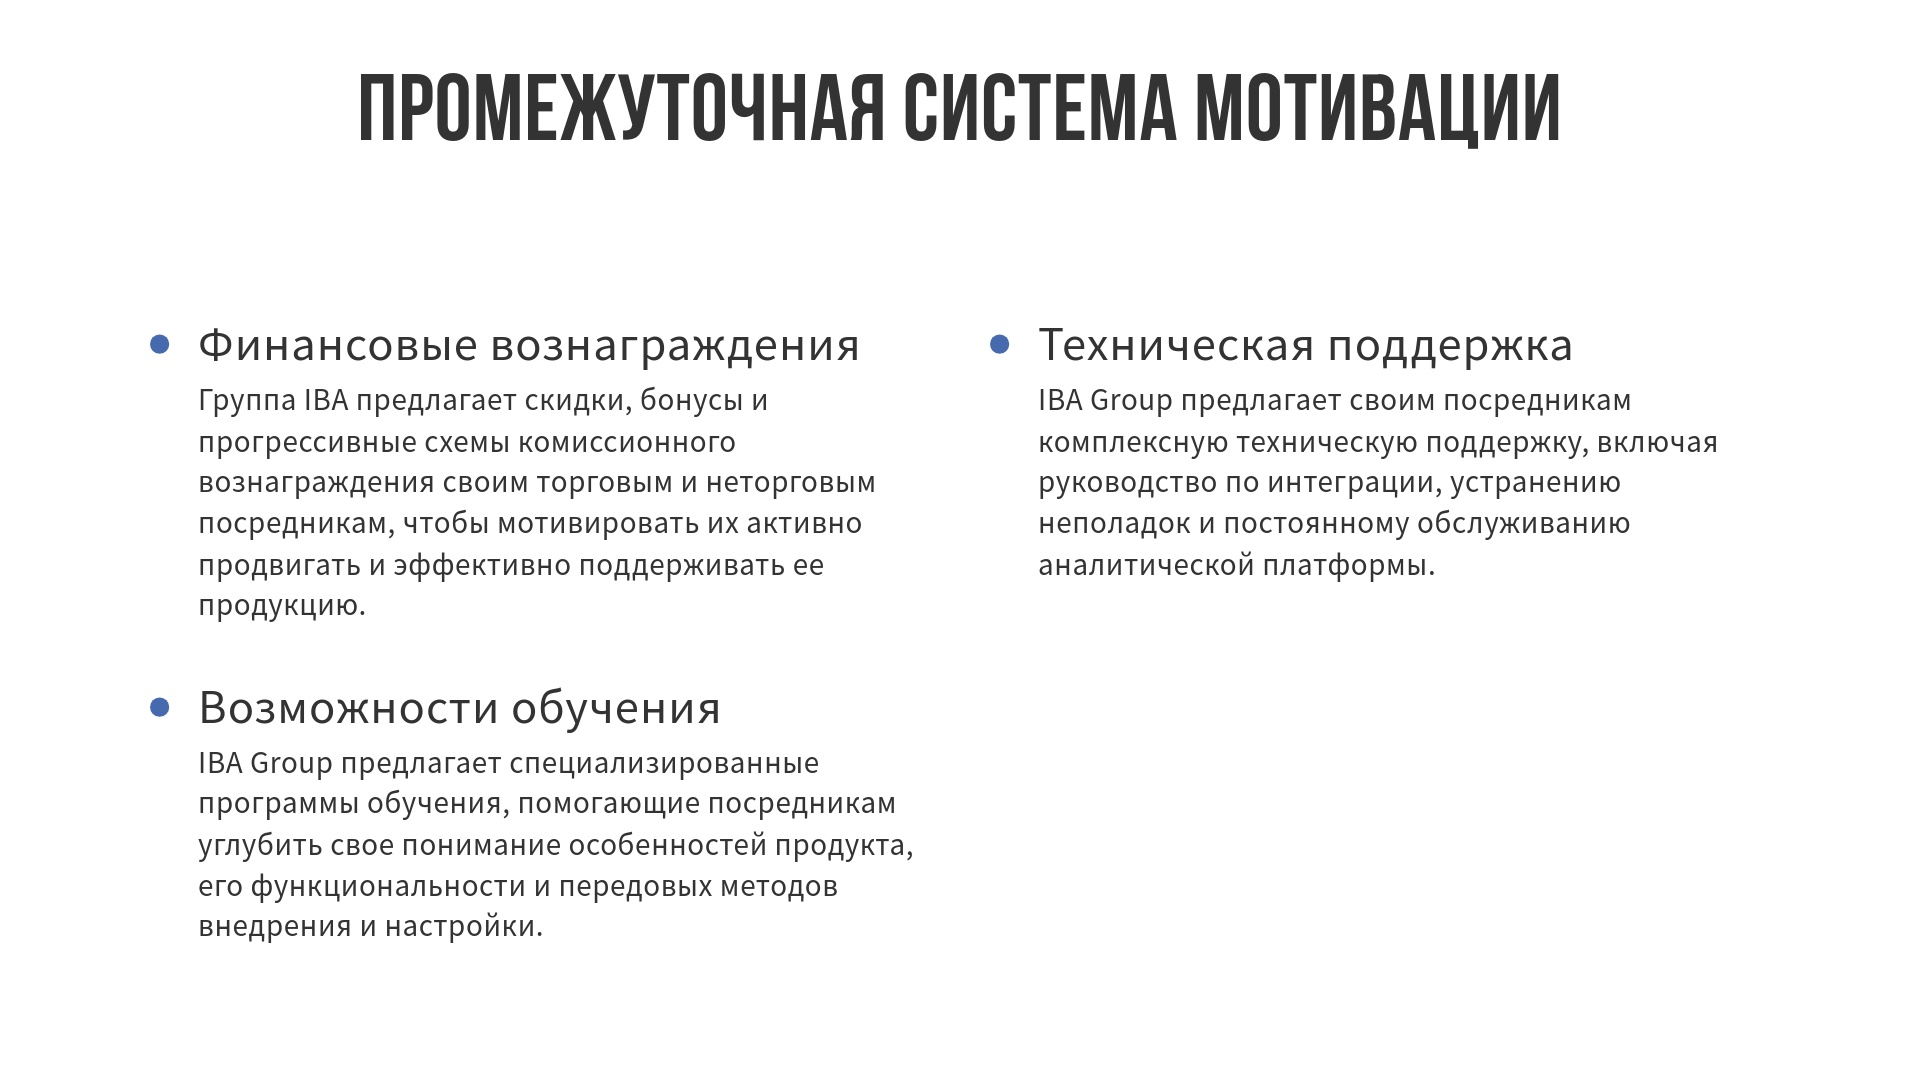 ПРОМЕЖУТОЧНАЯ СИСТЕМА МОТИВАЦИИ
Финансовые вознаграждения
Группа IBA предлагает скидки, бонусы и
прогрессивные схемы комиссионного
вознаграждения своим торговым и неторговым
посредникам, чтобы мотивировать их активно
продвигать и эффективно поддерживать ее
продукцию.
Возможности обучения
IBA Group предлагает специализированные
программы обучения, помогающие посредникам
углубить свое понимание особенностей продукта,
его функциональности и передовых методов
внедрения и настройки.
Техническая поддержка
IBA Group предлагает своим посредникам
комплексную техническую поддержку, включая
руководство по интеграции, устранению
неполадок и постоянному обслуживанию
аналитической платформы.